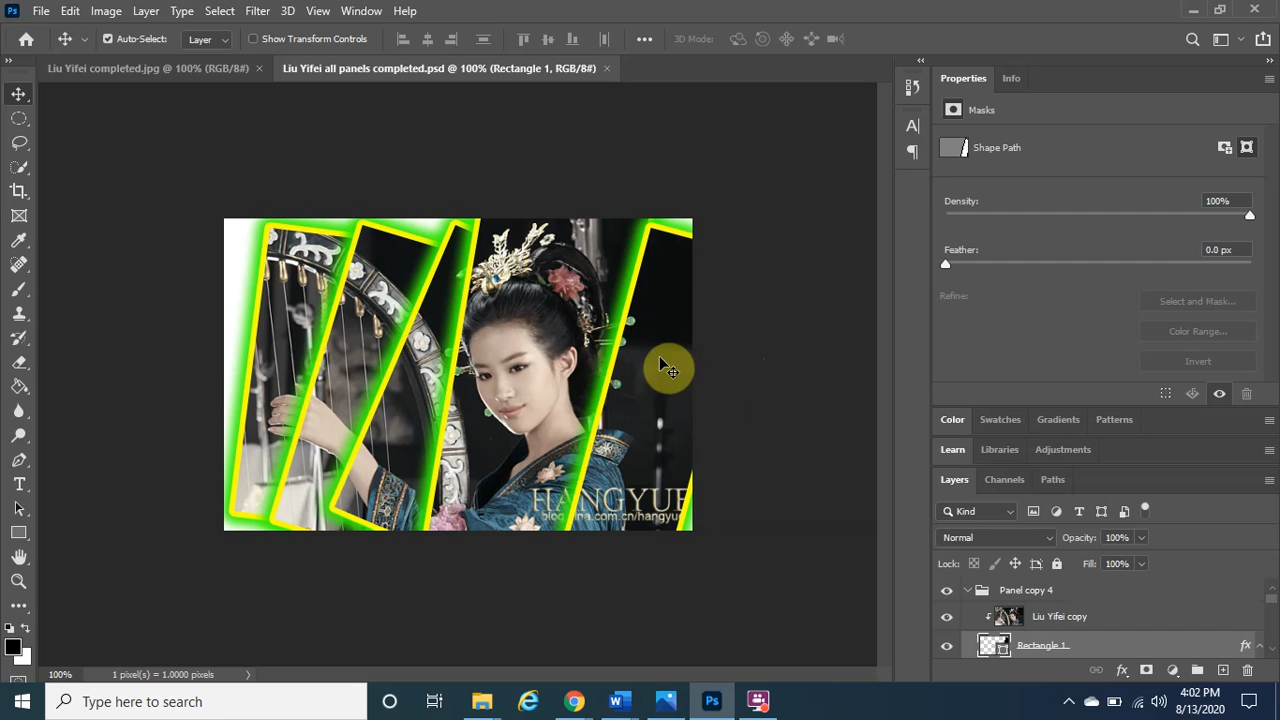 Ps File Edit Image Layer Type Select Filter 3D View Window Help
Auto-Select: Layer Show Transform Controls 3D Mode:
Liu Yifei completed.jpg @ 100% (RGB/8#) × Liu Yifei all panels completed.psd @ 100% (Rectangle 1, RGB/8#) ×
Properties Info
Masks
Shape Path
Density: 100%
Feather: 0.0 px
Refine: Select and Mask...
Color Range...
Invert
Color Swatches Gradients Patterns
Learn Libraries Adjustments
Layers Channels Paths
Kind
Normal Opacity: 100%
Lock: Fill: 100%
Panel copy 4
Liu Yifei copy
Rectangle 1 fx
HANGYUE
100% 1 pixel(s) = 1.0000 pixels
Type here to search
4:02 PM
8/13/2020